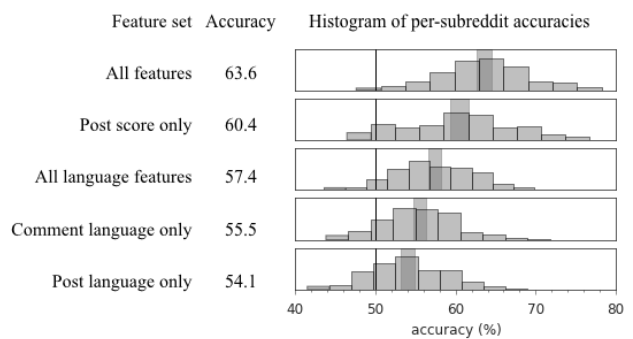 Feature set Accuracy Histogram of per-subreddit accuracies
All features 63.6
Post score only 60.4
All language features 57.4
Comment language only 55.5
Post language only 54.1
40 50 60 70 80
accuracy (%)